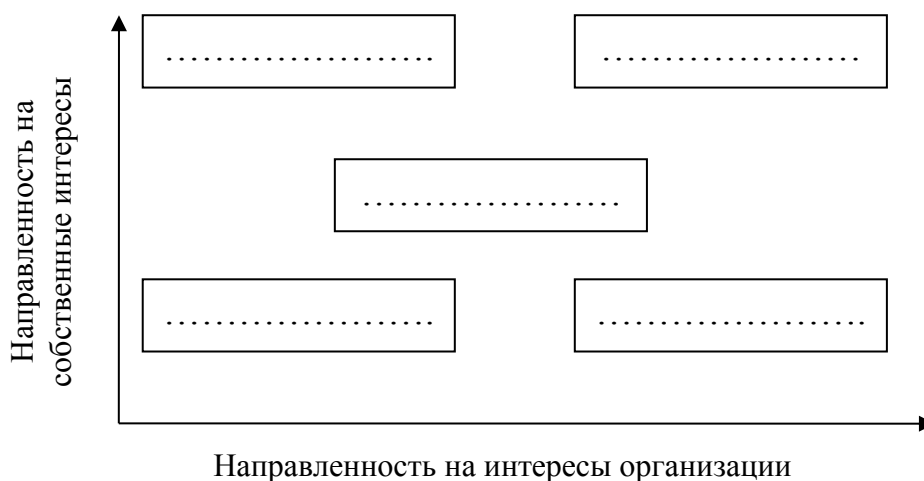 Направленность на
собственные интересы
. . . . . . . . . . . . . . . . . . . . . .
. . . . . . . . . . . . . . . . . . . . .
. . . . . . . . . . . . . . . . . . . . .
. . . . . . . . . . . . . . . . . . . . . .
. . . . . . . . . . . . . . . . . . . . . .
Направленность на интересы организации